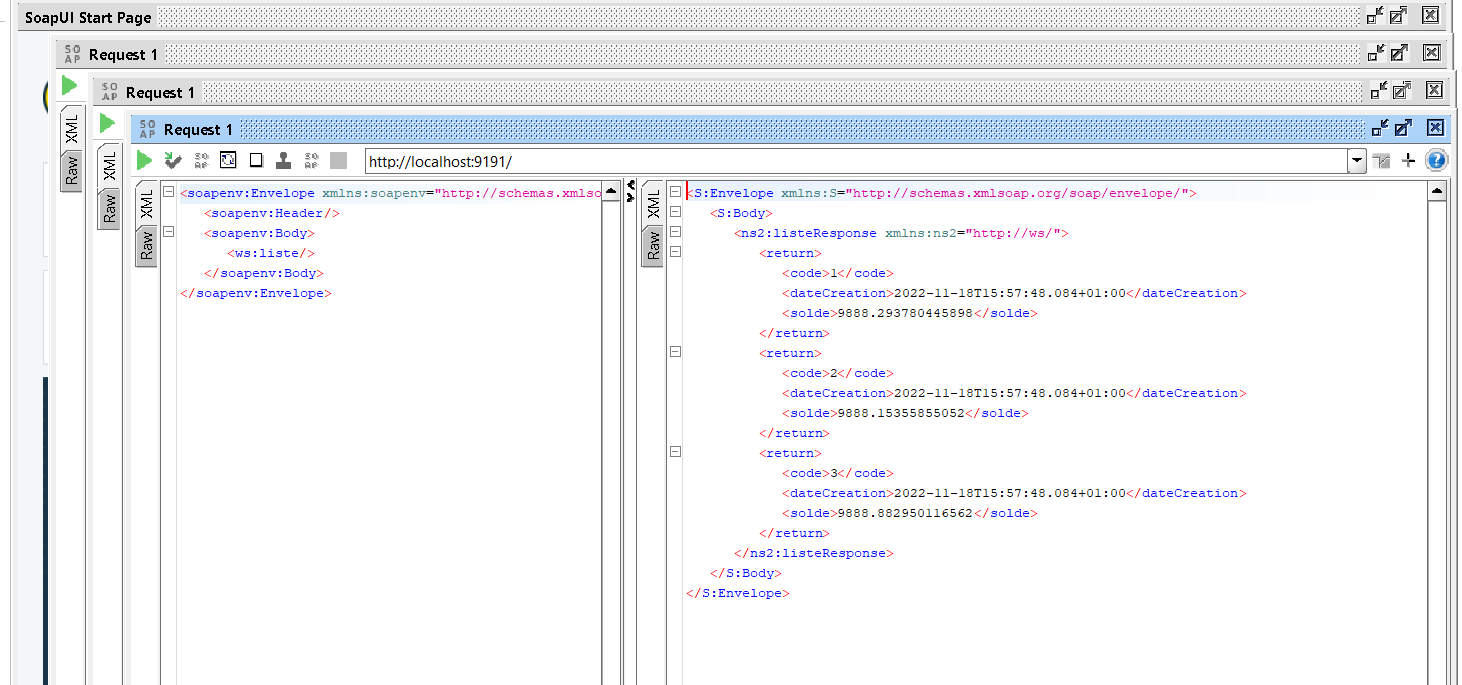 SoapUI Start Page
SO
AP
Request 1
SO
AP
Request 1
SO
AP
Request 1
XML
Raw
XML
Raw
http://localhost:9191/
XML
Raw
<soapenv:Envelope xmlns:soapenv="http://schemas.xmlso
<soapenv:Header/>
<soapenv:Body>
<ws:liste/>
</soapenv:Body>
</soapenv:Envelope>
XML
Raw
<S:Envelope xmlns:S="http://schemas.xmlsoap.org/soap/envelope/">
<S:Body>
<ns2:listeResponse xmlns:ns2="http://ws/">
<return>
<code>1</code>
<dateCreation>2022-11-18T15:57:48.084+01:00</dateCreation>
<solde>9888.293780445898</solde>
</return>
<return>
<code>2</code>
<dateCreation>2022-11-18T15:57:48.084+01:00</dateCreation>
<solde>9888.15355855052</solde>
</return>
<return>
<code>3</code>
<dateCreation>2022-11-18T15:57:48.084+01:00</dateCreation>
<solde>9888.882950116562</solde>
</return>
</ns2:listeResponse>
</S:Body>
</S:Envelope>